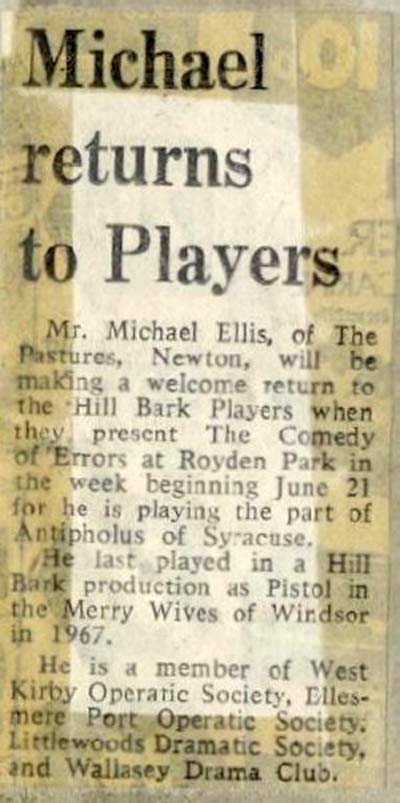 Michael
returns
to Players
Mr. Michael Ellis, of The
Pastures, Newton, will be
making a welcome return to
the Hill Bark Players when
they present The Comedy
of Errors at Royden Park in
the week beginning June 21
for he is playing the part of
Antipholus of Syracuse.
He last played in a Hill
Bark production as Pistol in
the Merry Wives of Windsor
in 1967.
He is a member of West
Kirby Operatic Society, Elles-
mere Port Operatic Society,
Littlewoods Dramatic Society,
and Wallasey Drama Club.